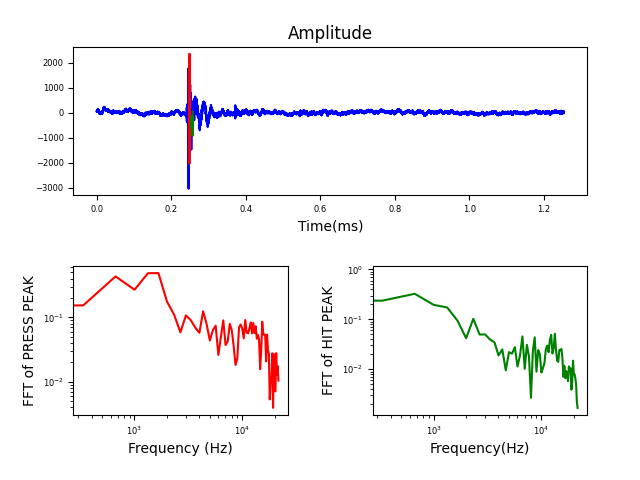 Amplitude
2000
1000
0
−1000
−2000
−3000
0.0 0.2 0.4 0.6 0.8 1.0 1.2
Time(ms)
FFT of PRESS PEAK
10⁻¹
10⁻²
10³ 10⁴
Frequency (Hz)
FFT of HIT PEAK
10⁰
10⁻¹
10⁻²
10³ 10⁴
Frequency(Hz)